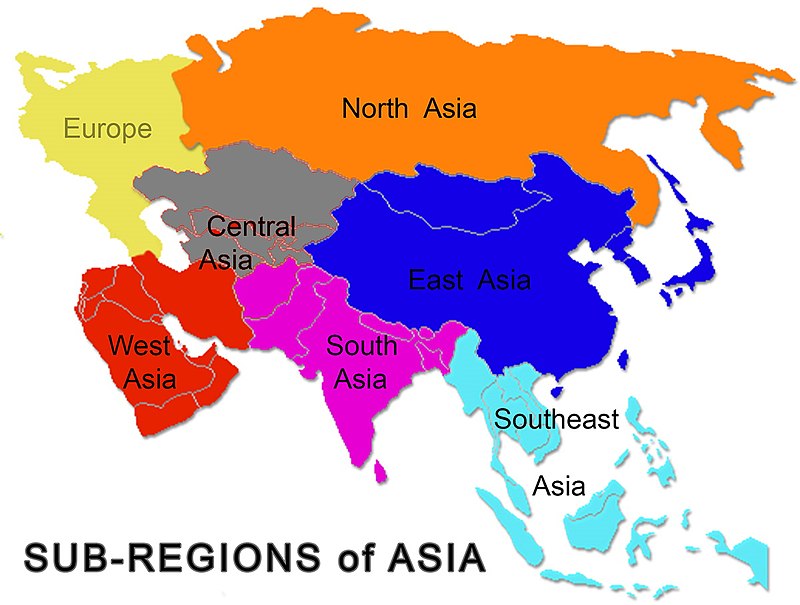 North Asia
Europe
Central
Asia
East Asia
West
Asia
South
Asia
Southeast
Asia
SUB-REGIONS of ASIA